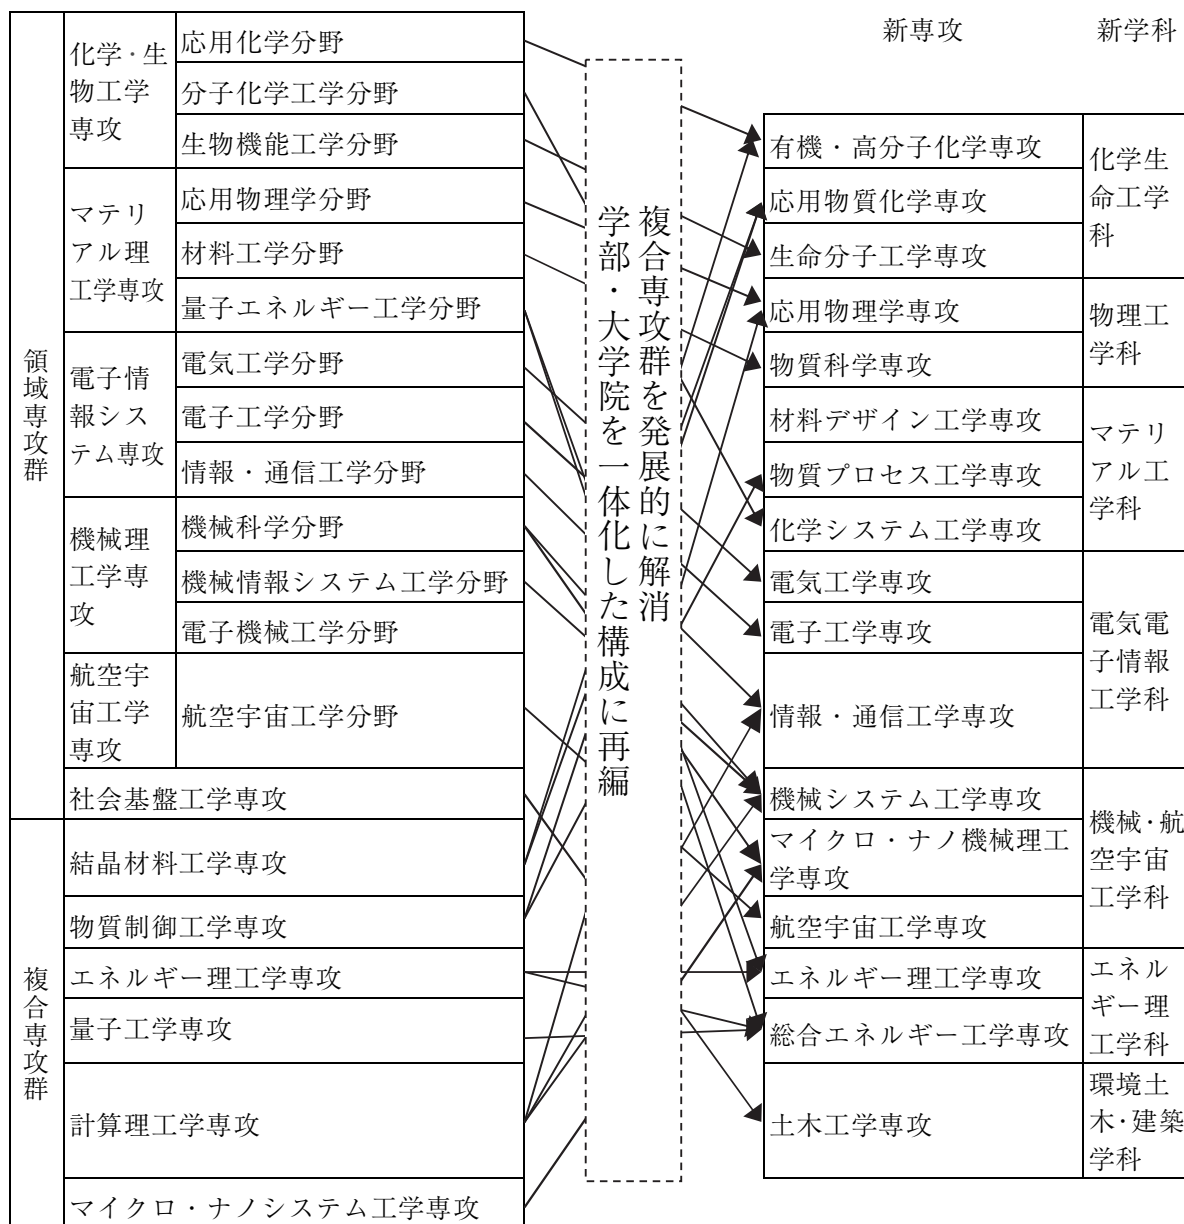 領域専攻群
化学・生
物工学
専攻
応用化学分野
分子化学工学分野
生物機能工学分野
マテリ
アル理
工学専攻
応用物理学分野
材料工学分野
量子エネルギー工学分野
電子情
報シス
テム専攻
電気工学分野
電子工学分野
情報・通信工学分野
機械理
工学専
攻
機械科学分野
機械情報システム工学分野
電子機械工学分野
航空宇
宙工学
専攻
航空宇宙工学分野
社会基盤工学専攻
複合専攻群
結晶材料工学専攻
物質制御工学専攻
エネルギー理工学専攻
量子工学専攻
計算理工学専攻
マイクロ・ナノシステム工学専攻
複合専攻群を発展的に解消
学部・大学院を一体化した構成に再編
新専攻
新学科
有機・高分子化学専攻
応用物質化学専攻
生命分子工学専攻
化学生
命工学
科
応用物理学専攻
物質科学専攻
物理工
学科
材料デザイン工学専攻
物質プロセス工学専攻
化学システム工学専攻
マテリ
アル工
学科
電気工学専攻
電子工学専攻
情報・通信工学専攻
電気電
子情報
工学科
機械システム工学専攻
マイクロ・ナノ機械理工
学専攻
航空宇宙工学専攻
機械・航
空宇宙
工学科
エネルギー理工学専攻
総合エネルギー工学専攻
エネル
ギー理
工学科
土木工学専攻
環境土
木・建築
学科